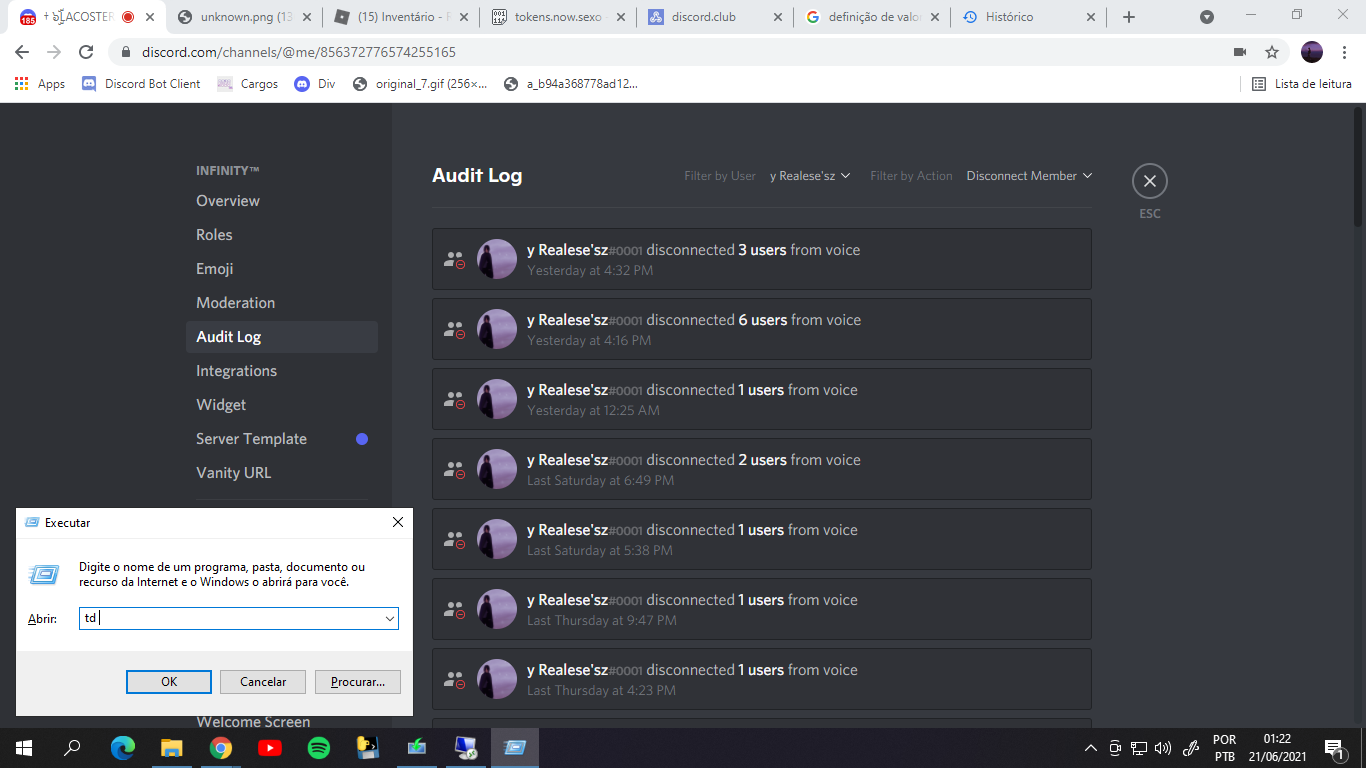 185
LACOSTER
unknown.png (13
(15) Inventário -
tokens.now.sexo -
discord.club
definição de valo
Histórico
discord.com/channels/@me/856372776574255165
Apps
Discord Bot Client
Cargos
Div
original_7.gif (256×...
a_b94a368778ad12...
Lista de leitura
INFINITY™
Overview
Roles
Emoji
Moderation
Audit Log
Integrations
Widget
Server Template
Vanity URL
Welcome Screen
Audit Log
Filter by User y Realese'sz
Filter by Action Disconnect Member
ESC
y Realese'sz#0001 disconnected 3 users from voice
Yesterday at 4:32 PM
y Realese'sz#0001 disconnected 6 users from voice
Yesterday at 4:16 PM
y Realese'sz#0001 disconnected 1 users from voice
Yesterday at 12:25 AM
y Realese'sz#0001 disconnected 2 users from voice
Last Saturday at 6:49 PM
y Realese'sz#0001 disconnected 1 users from voice
Last Saturday at 5:38 PM
y Realese'sz#0001 disconnected 1 users from voice
Last Thursday at 9:47 PM
y Realese'sz#0001 disconnected 1 users from voice
Last Thursday at 4:23 PM
Executar
Digite o nome de um programa, pasta, documento ou
recurso da Internet e o Windows o abrirá para você.
Abrir: td
OK
Cancelar
Procurar...
POR
PTB
01:22
21/06/2021
1